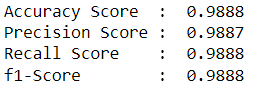 Accuracy Score  :  0.9888
Precision Score :  0.9887
Recall Score    :  0.9888
f1-Score        :  0.9888